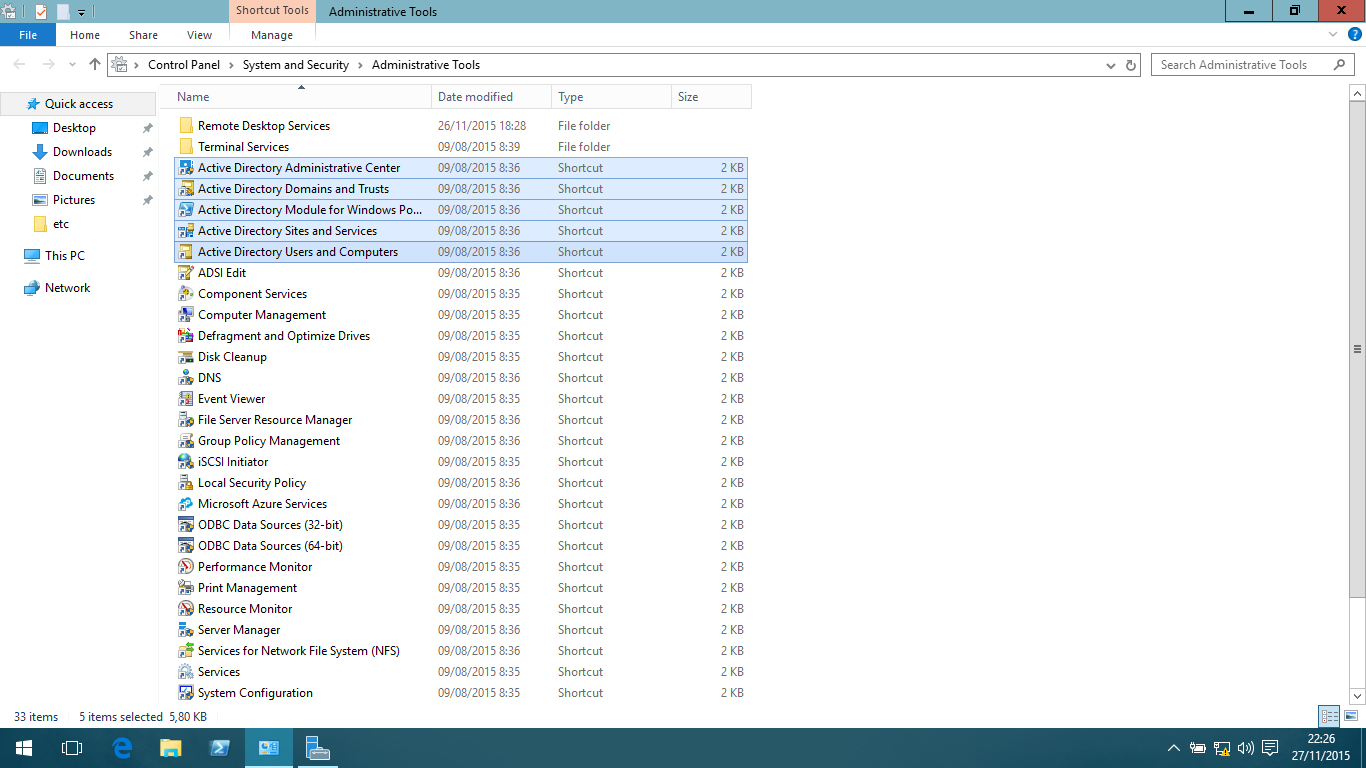 Shortcut Tools
Administrative Tools
File Home Share View Manage
Control Panel System and Security Administrative Tools
Search Administrative Tools
Quick access
Desktop
Downloads
Documents
Pictures
etc
This PC
Network
Name Date modified Type Size
Remote Desktop Services 26/11/2015 18:28 File folder
Terminal Services 09/08/2015 8:39 File folder
Active Directory Administrative Center 09/08/2015 8:36 Shortcut 2 KB
Active Directory Domains and Trusts 09/08/2015 8:36 Shortcut 2 KB
Active Directory Module for Windows Po... 09/08/2015 8:36 Shortcut 2 KB
Active Directory Sites and Services 09/08/2015 8:36 Shortcut 2 KB
Active Directory Users and Computers 09/08/2015 8:36 Shortcut 2 KB
ADSI Edit 09/08/2015 8:36 Shortcut 2 KB
Component Services 09/08/2015 8:35 Shortcut 2 KB
Computer Management 09/08/2015 8:35 Shortcut 2 KB
Defragment and Optimize Drives 09/08/2015 8:35 Shortcut 2 KB
Disk Cleanup 09/08/2015 8:35 Shortcut 2 KB
DNS 09/08/2015 8:36 Shortcut 2 KB
Event Viewer 09/08/2015 8:35 Shortcut 2 KB
File Server Resource Manager 09/08/2015 8:36 Shortcut 2 KB
Group Policy Management 09/08/2015 8:36 Shortcut 2 KB
iSCSI Initiator 09/08/2015 8:35 Shortcut 2 KB
Local Security Policy 09/08/2015 8:36 Shortcut 2 KB
Microsoft Azure Services 09/08/2015 8:36 Shortcut 2 KB
ODBC Data Sources (32-bit) 09/08/2015 8:35 Shortcut 2 KB
ODBC Data Sources (64-bit) 09/08/2015 8:35 Shortcut 2 KB
Performance Monitor 09/08/2015 8:35 Shortcut 2 KB
Print Management 09/08/2015 8:36 Shortcut 2 KB
Resource Monitor 09/08/2015 8:35 Shortcut 2 KB
Server Manager 09/08/2015 8:36 Shortcut 2 KB
Services for Network File System (NFS) 09/08/2015 8:36 Shortcut 2 KB
Services 09/08/2015 8:35 Shortcut 2 KB
System Configuration 09/08/2015 8:35 Shortcut 2 KB
33 items 5 items selected 5,80 KB
22:26
27/11/2015